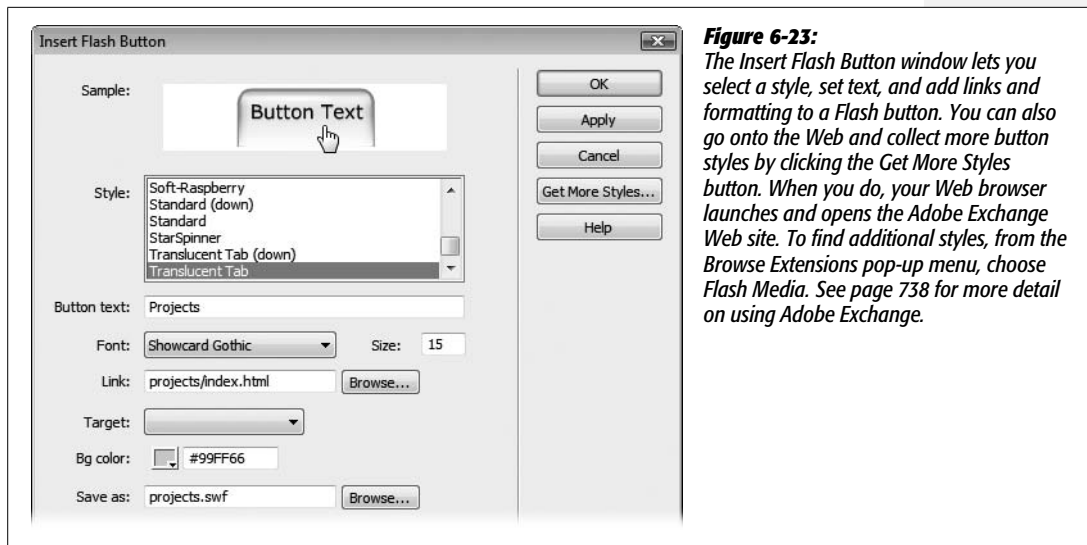 Insert Flash Button
Sample:
Button Text
Style:
Soft-Raspberry
Standard (down)
Standard
StarSpinner
Translucent Tab (down)
Translucent Tab
Button text: Projects
Font: Showcard Gothic Size: 15
Link: projects/index.html Browse...
Target:
Bg color: #99FF66
Save as: projects.swf Browse...
OK
Apply
Cancel
Get More Styles...
Help
Figure 6-23:
The Insert Flash Button window lets you
select a style, set text, and add links and
formatting to a Flash button. You can also
go onto the Web and collect more button
styles by clicking the Get More Styles
button. When you do, your Web browser
launches and opens the Adobe Exchange
Web site. To find additional styles, from the
Browse Extensions pop-up menu, choose
Flash Media. See page 738 for more detail
on using Adobe Exchange.